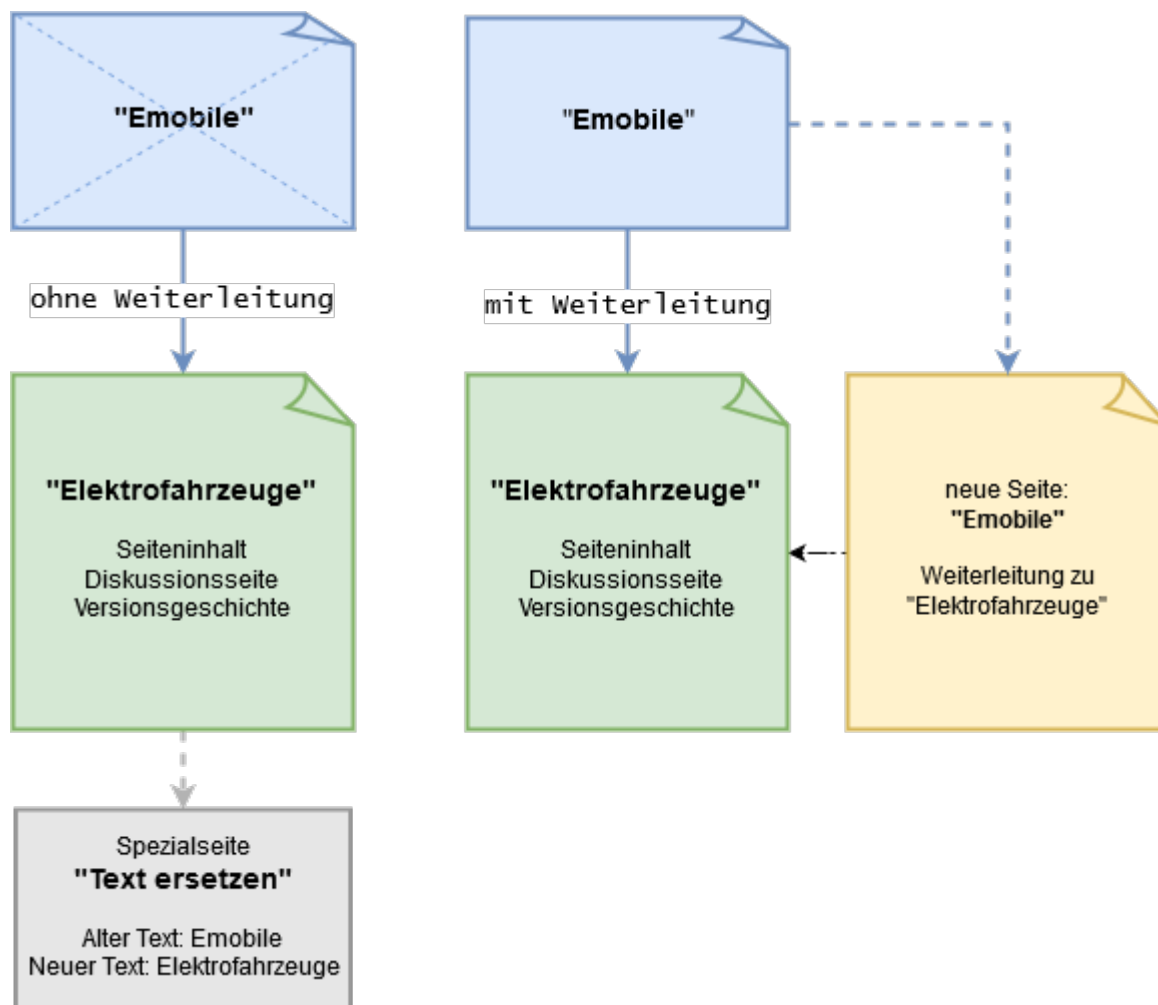 "Emobile"
ohne Weiterleitung
"Elektrofahrzeuge"
Seiteninhalt
Diskussionsseite
Versionsgeschichte
Spezialseite
"Text ersetzen"
Alter Text: Emobile
Neuer Text: Elektrofahrzeuge
"Emobile"
mit Weiterleitung
"Elektrofahrzeuge"
Seiteninhalt
Diskussionsseite
Versionsgeschichte
neue Seite:
"Emobile"
Weiterleitung zu
"Elektrofahrzeuge"